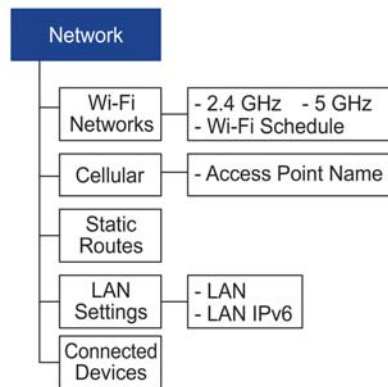 Network
Wi-Fi
Networks
- 2.4 GHz - 5 GHz
- Wi-Fi Schedule
Cellular
- Access Point Name
Static
Routes
LAN
Settings
- LAN
- LAN IPv6
Connected
Devices